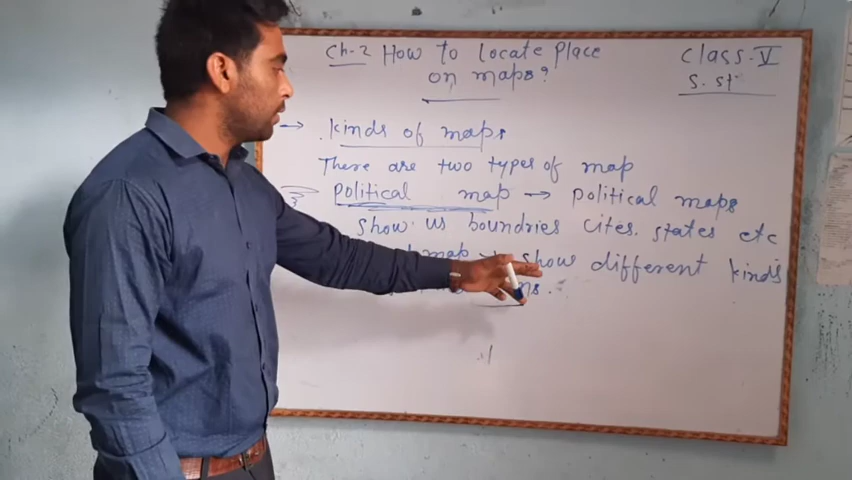 Ch-2 How To Locate Place
on maps?
Class-V
S.St
→ kinds of maps
There are two types of map
Political map → political maps
show us boundries cites. states etc
map → show different kinds